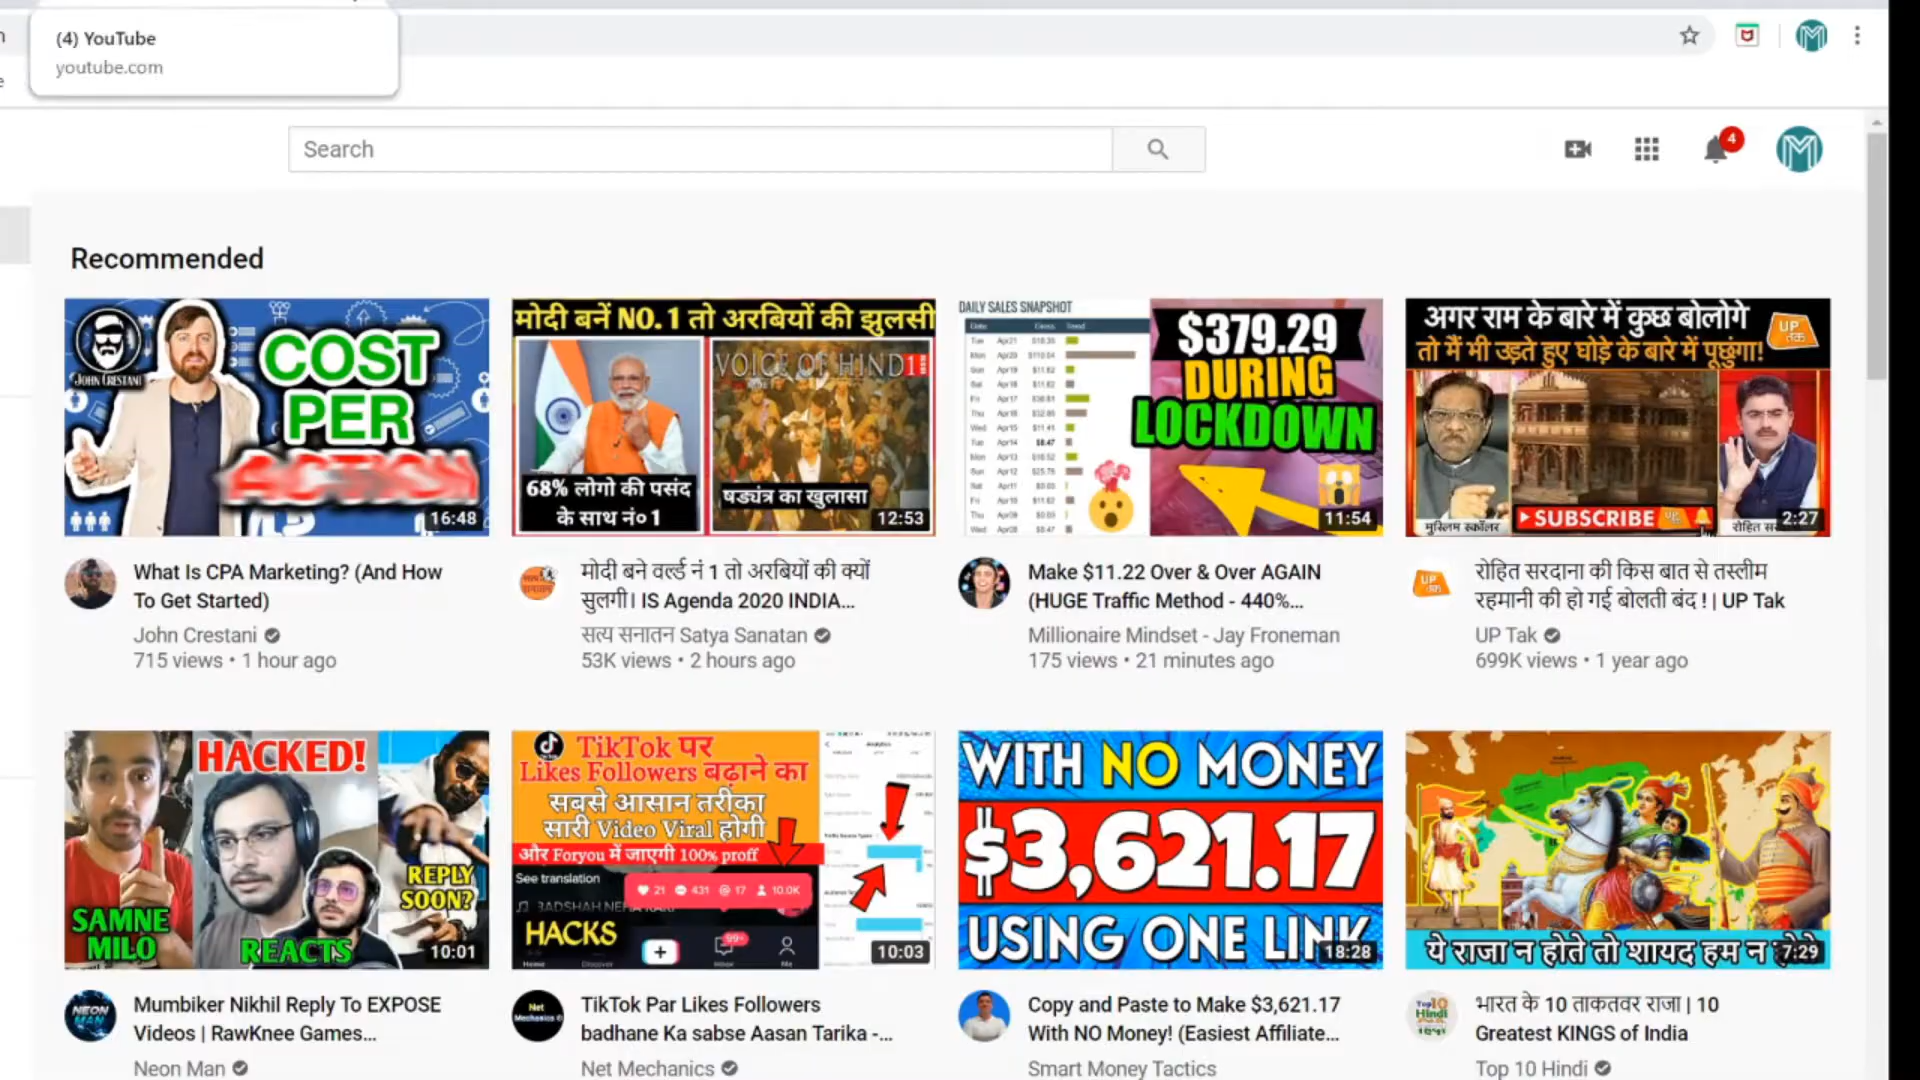 (4) YouTube
youtube.com
Search
4
Recommended
JOHN CRESTANI
COST
PER
ACTION
16:48
मोदी बनें NO. 1 तो अरबियों की झुलसी
VOICE OF HIND
68% लोगो की पसंद
के साथ नं० 1
षड्यंत्र का खुलासा
12:53
DAILY SALES SNAPSHOT
$379.29
DURING
LOCKDOWN
11:54
अगर राम के बारे में कुछ बोलोगे
तो मैं भी उड़ते हुए घोड़े के बारे में पूछूंगा!
UP तक
मुस्लिम स्कॉलर
SUBSCRIBE
2:27
What Is CPA Marketing? (And How
To Get Started)
John Crestani
715 views • 1 hour ago
मोदी बने वर्ल्ड नं 1 तो अरबियों की क्यों
सुलगी। IS Agenda 2020 INDIA...
सत्य सनातन Satya Sanatan
53K views • 2 hours ago
Make $11.22 Over & Over AGAIN
(HUGE Traffic Method - 440%...
Millionaire Mindset - Jay Froneman
175 views • 21 minutes ago
रोहित सरदाना की किस बात से तस्लीम
रहमानी की हो गई बोलती बंद ! | UP Tak
UP Tak
699K views • 1 year ago
HACKED!
SAMNE
MILO
REACTS
REPLY
SOON?
10:01
TikTok पर
Likes Followers बढ़ाने का
सबसे आसान तरीका
सारी Video Viral होगी
और Foryou में जाएगी 100% proff
See translation
21 431 17 10.0K
HACKS
99+
Home Discover Me
10:03
WITH NO MONEY
$3,621.17
USING ONE LINK
18:28
ये राजा न होते तो शायद हम न होते
7:29
NEON MAN
Mumbiker Nikhil Reply To EXPOSE
Videos | RawKnee Games...
Neon Man
Net Mechanics
TikTok Par Likes Followers
badhane Ka sabse Aasan Tarika -...
Net Mechanics
Copy and Paste to Make $3,621.17
With NO Money! (Easiest Affiliate...
Smart Money Tactics
Top10 Hindi
भारत के 10 ताकतवर राजा | 10
Greatest KINGS of India
Top 10 Hindi